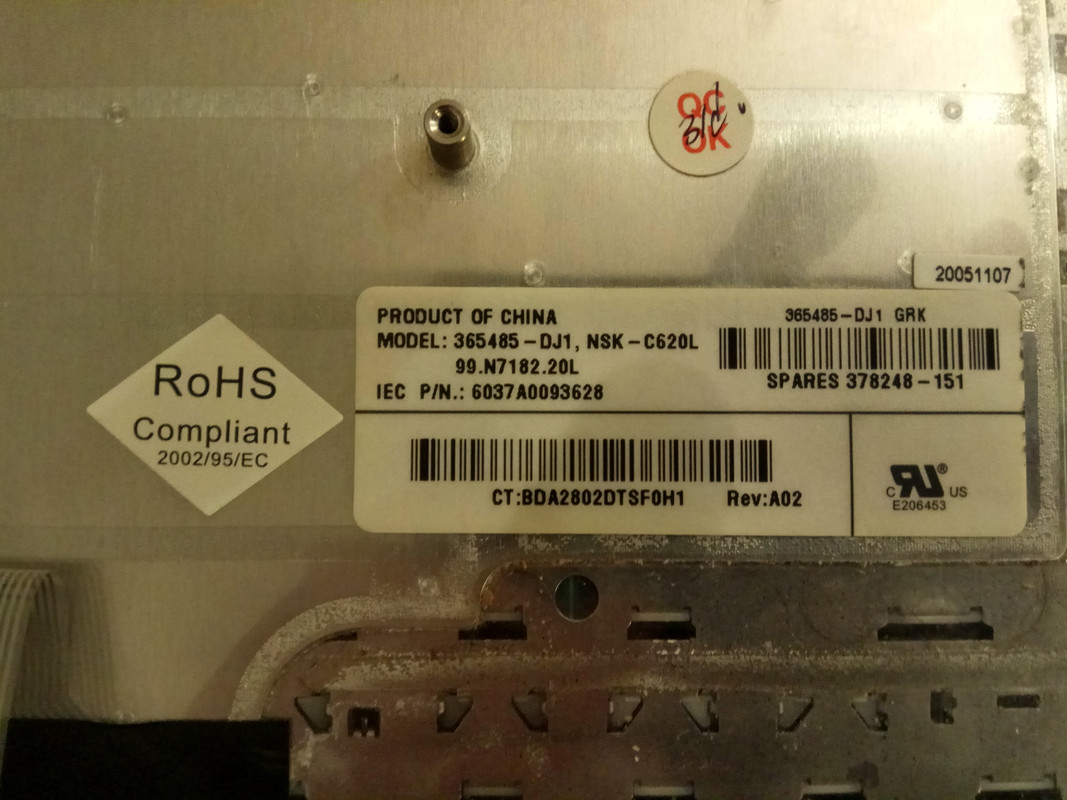 QC
OK
20051107
PRODUCT OF CHINA
MODEL: 365485-DJ1, NSK-C620L
99.N7182.20L
IEC P/N.: 6037A0093628
365485-DJ1 GRK
SPARES 378248-151
RoHS
Compliant
2002/95/EC
CT:BDA2802DTSF0H1 Rev:A02
C RU ® US
E206453